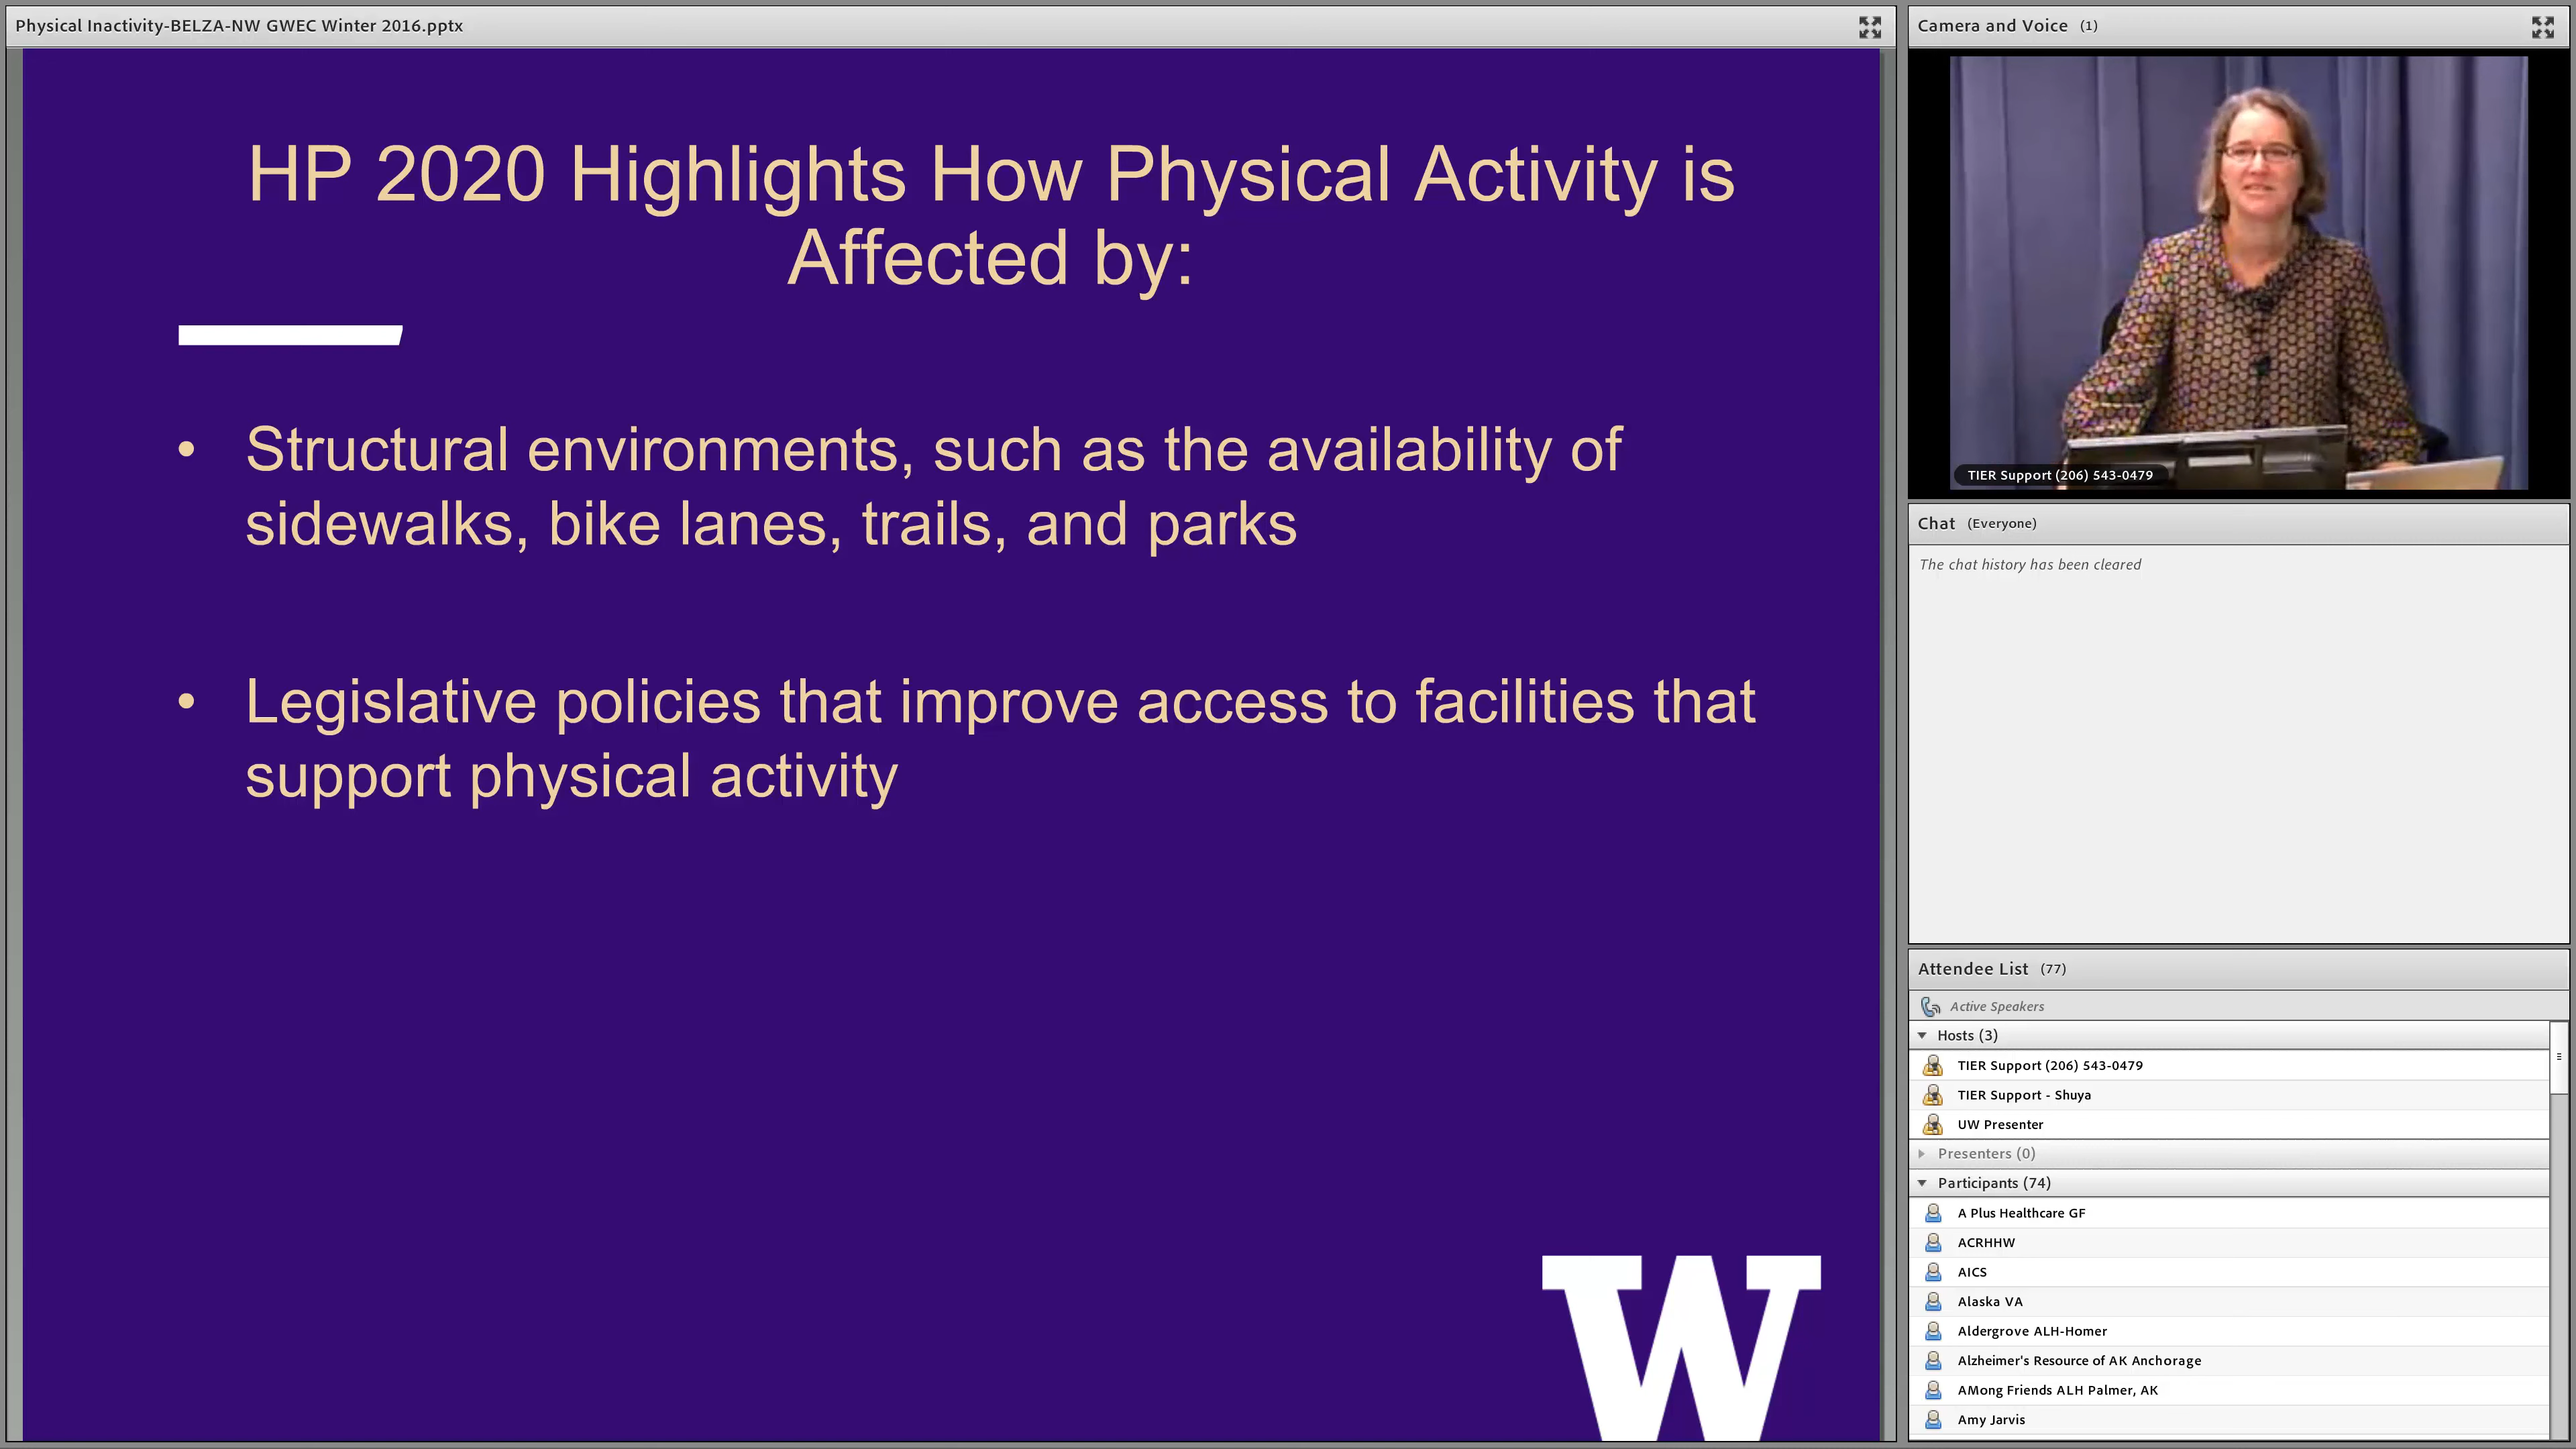 Physical Inactivity-BELZA-NW GWEC Winter 2016.pptx
HP 2020 Highlights How Physical Activity is
Affected by:
• Structural environments, such as the availability of
sidewalks, bike lanes, trails, and parks
• Legislative policies that improve access to facilities that
support physical activity
W
Camera and Voice (1)
TIER Support (206) 543-0479
Chat (Everyone)
The chat history has been cleared
Attendee List (77)
Active Speakers
Hosts (3)
TIER Support (206) 543-0479
TIER Support - Shuya
UW Presenter
Presenters (0)
Participants (74)
A Plus Healthcare GF
ACRHHW
AICS
Alaska VA
Aldergrove ALH-Homer
Alzheimer's Resource of AK Anchorage
AMong Friends ALH Palmer, AK
Amy Jarvis